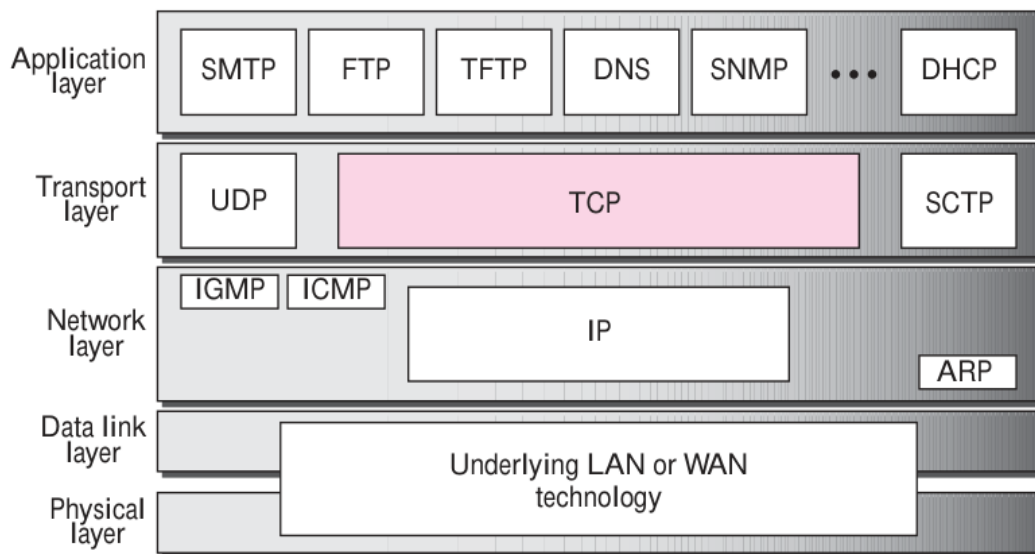 Application
layer
SMTP
FTP
TFTP
DNS
SNMP
•••
DHCP
Transport
layer
UDP
TCP
SCTP
Network
layer
IGMP
ICMP
IP
ARP
Data link
layer
Underlying LAN or WAN
technology
Physical
layer